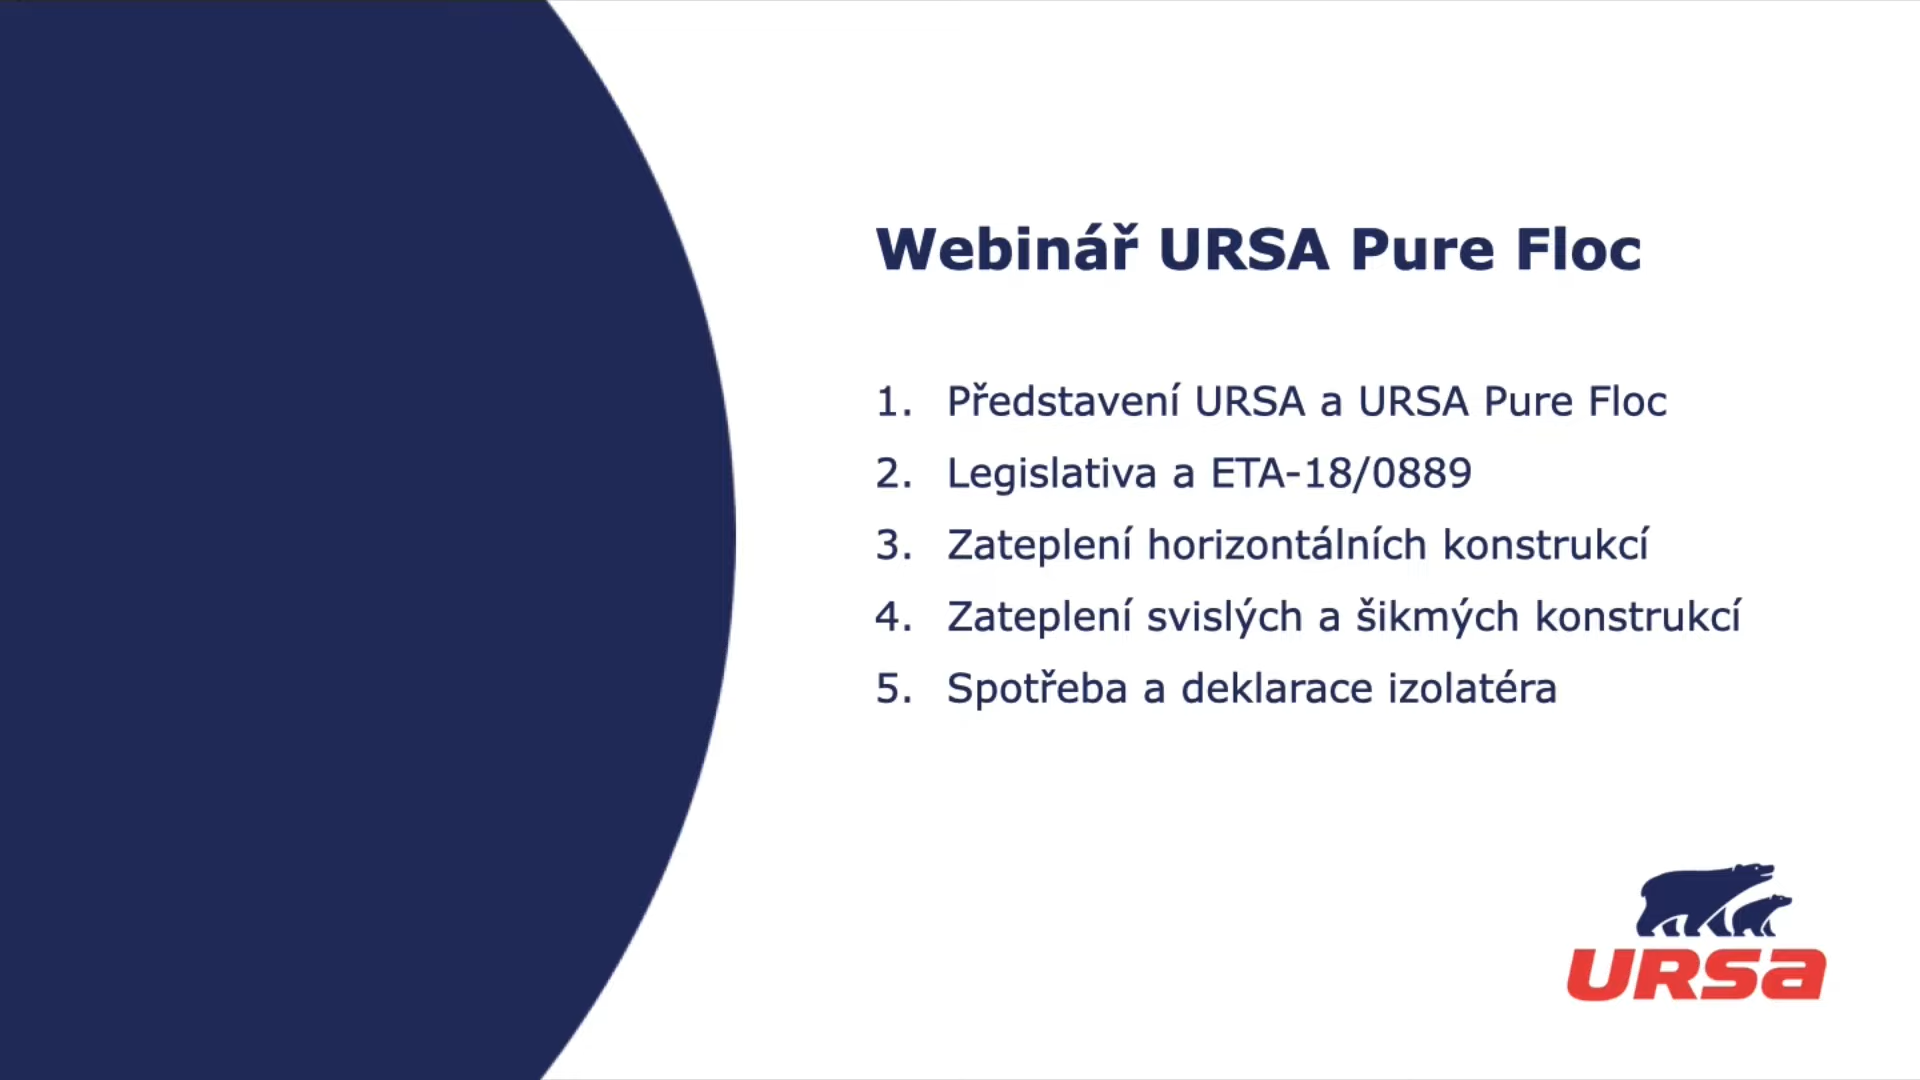 Webinář URSA Pure Floc
1. Představení URSA a URSA Pure Floc
2. Legislativa a ETA-18/0889
3. Zateplení horizontálních konstrukcí
4. Zateplení svislých a šikmých konstrukcí
5. Spotřeba a deklarace izolatéra
URSA